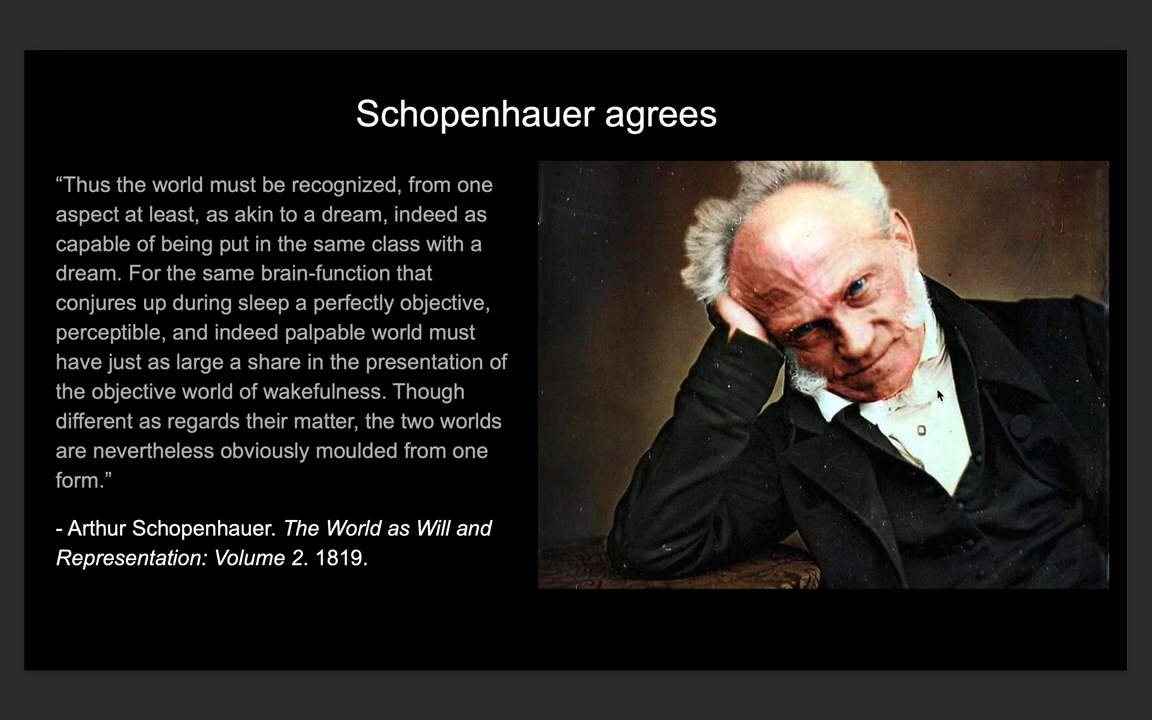 Schopenhauer agrees
“Thus the world must be recognized, from one
aspect at least, as akin to a dream, indeed as
capable of being put in the same class with a
dream. For the same brain-function that
conjures up during sleep a perfectly objective,
perceptible, and indeed palpable world must
have just as large a share in the presentation of
the objective world of wakefulness. Though
different as regards their matter, the two worlds
are nevertheless obviously moulded from one
form.”
- Arthur Schopenhauer. The World as Will and
Representation: Volume 2. 1819.